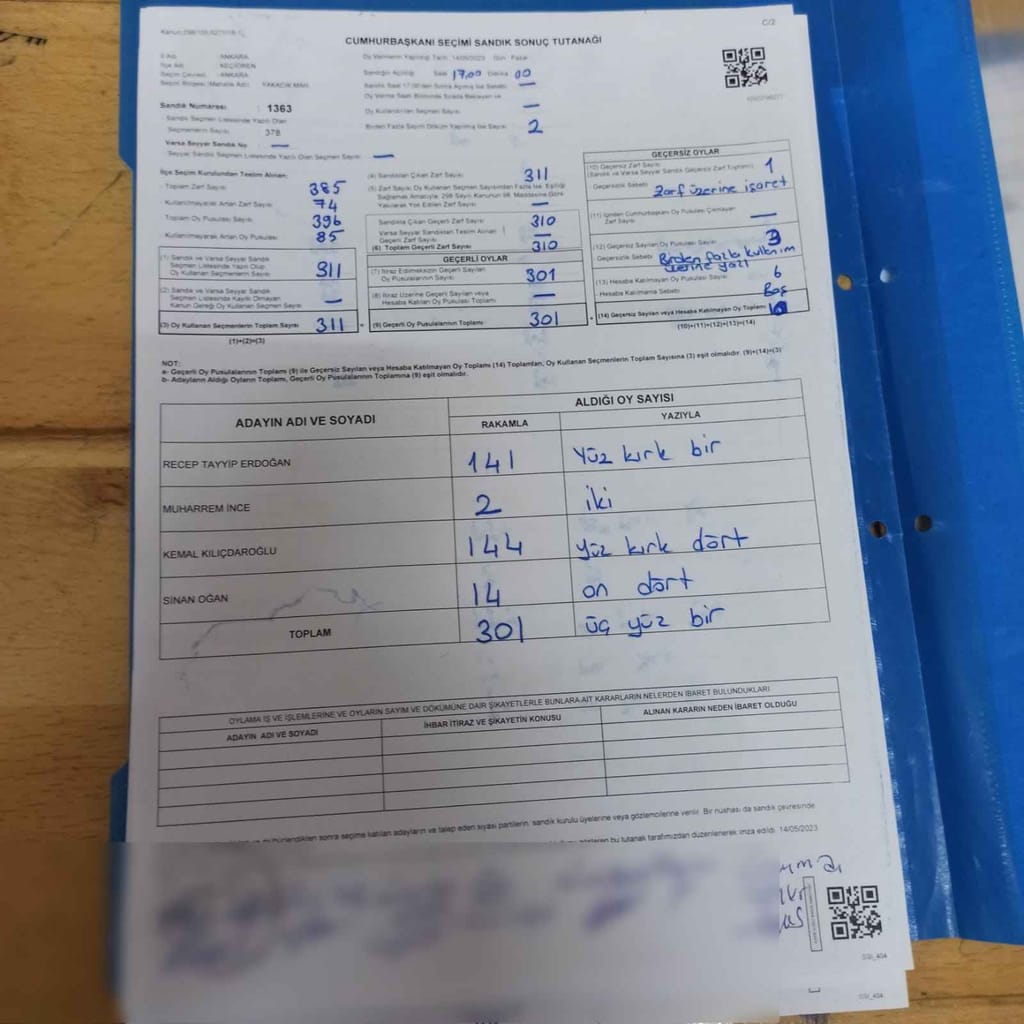 C/2
CUMHURBAŞKANI SEÇİMİ SANDIK SONUÇ TUTANAĞI
İl Adı : ANKARA
İlçe Adı : KEÇİÖREN
Seçim Çevresi : ANKARA
Seçim Bölgesi (Mahalle Adı) : YAKACIK MAH.
Sandık Numarası : 1363
Sandık Seçmen Listesinde Yazılı Olan
Seçmenlerin Sayısı : 378
Varsa Seyyar Sandık No : —
Seyyar Sandık Seçmen Listesinde Yazılı Olan Seçmen Sayısı : —
Oy Vermenin Yapıldığı Tarih: 14/05/2023 Gün: Pazar
Sandığın Açıldığı Saat 17.00 Dakika 00
Sandık Saat 17:00'den Sonra Açılmış İse Sebebi: —
Oy Verme Saati Bitiminde Sırada Bekleyen ve
Oy Kullandırılan Seçmen Sayısı —
Birden Fazla Sayım Döküm Yapılmış İse Sayısı 2
İlçe Seçim Kurulundan Teslim Alınan;
Toplam Zarf Sayısı 385
Kullanılmayarak Artan Zarf Sayısı 74
Toplam Oy Pusulası Sayısı 396
Kullanılmayarak Artan Oy Pusulası 85
(1) Sandık ve Varsa Seyyar Sandık
Seçmen Listesinde Yazılı Olup
Oy Kullanan Seçmenlerin Sayısı 311
(2) Sandık ve Varsa Seyyar Sandık
Seçmen Listesinde Kayıtlı Olmayan
Kanun Gereği Oy Kullanan Seçmen Sayısı —
(3) Oy Kullanan Seçmenlerin Toplam Sayısı 311
(1)+(2)=(3)
(4) Sandıktan Çıkan Zarf Sayısı 311
(5) Zarf Sayısı Oy Kullanan Seçmen Sayısından Fazla İse, Eşitliği
Sağlamak Amacıyla, 298 Sayılı Kanunun 98. Maddesine Göre
Yakılarak Yok Edilen Zarf Sayısı —
Sandıkta Çıkan Geçerli Zarf Sayısı 310
Varsa Seyyar Sandıktan Teslim Alınan
Geçerli Zarf Sayısı —
(6) Toplam Geçerli Zarf Sayısı 310
GEÇERLİ OYLAR
(7) İtiraz Edilmeksizin Geçerli Sayılan
Oy Pusulalarının Sayısı 301
(8) İtiraz Üzerine Geçerli Sayılan veya
Hesaba Katılan Oy Pusulası Toplamı —
(9) Geçerli Oy Pusulalarının Toplamı 301
GEÇERSİZ OYLAR
(10) Geçersiz Zarf Sayısı
(Sandık ve Varsa Seyyar Sandık Geçersiz Zarf Toplamı) 1
Geçersizlik Sebebi: Zarf üzerine işaret
(11) İçinden Cumhurbaşkanı Oy Pusulası Çıkmayan
Zarf Sayısı —
(12) Geçersiz Sayılan Oy Pusulası Sayısı 3
Geçersizlik Sebebi Birden fazla kullanım
üzerine yazı
(13) Hesaba Katılmayan Oy Pusulası Sayısı 6
Hesaba Katılmama Sebebi Boş
(14) Geçersiz Sayılan veya Hesaba Katılmayan Oy Toplamı 10
(10)+(11)+(12)+(13)=(14)
NOT:
a- Geçerli Oy Pusulalarının Toplamı (9) ile Geçersiz Sayılan veya Hesaba Katılmayan Oy Toplamı (14) Toplamları; Oy Kullanan Seçmenlerin Toplam Sayısına (3) eşit olmalıdır. (9)+(14)=(3)
b- Adayların Aldığı Oyların Toplamı, Geçerli Oy Pusulalarının Toplamına (9) eşit olmalıdır.
ADAYIN ADI VE SOYADI
ALDIĞI OY SAYISI
RAKAMLA YAZIYLA
RECEP TAYYİP ERDOĞAN 141 Yüz kırk bir
MUHARREM İNCE 2 iki
KEMAL KILIÇDAROĞLU 144 yüz kırk dört
SİNAN OĞAN 14 on dört
TOPLAM 301 üç yüz bir
OYLAMA İŞ VE İŞLEMLERİNE VE OYLARIN SAYIM VE DÖKÜMÜNE DAİR ŞİKAYETLERLE BUNLARA AİT KARARLARIN NELERDEN İBARET BULUNDUKLARI
ADAYIN ADI VE SOYADI İHBAR İTİRAZ VE ŞİKAYETİN KONUSU ALINAN KARARIN NEDEN İBARET OLDUĞU
sonra seçime katılan adayların ve talep eden siyasi partilerin, sandık kurulu üyelerine veya gözlemcilerine verilir. Bir nüshası da sandık çevresinde
gösteren bu tutanak tarafımızdan düzenlenerek imza edildi. 14/05/2023